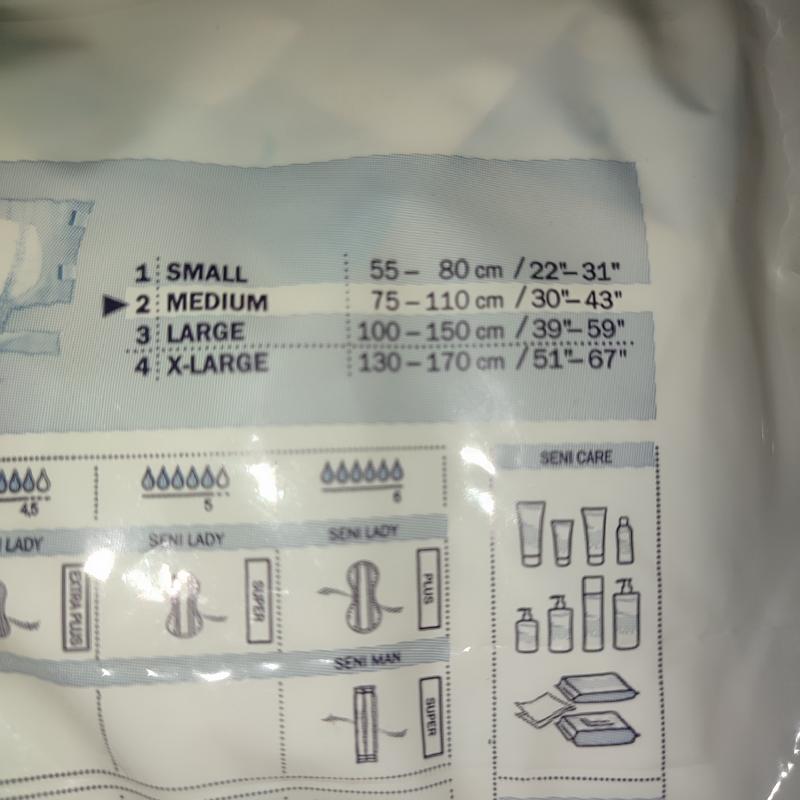 1 SMALL 55 – 80 cm / 22"– 31"
2 MEDIUM 75 – 110 cm / 30"– 43"
3 LARGE 100 – 150 cm / 39"– 59"
4 X-LARGE 130 – 170 cm / 51"– 67"
SENI CARE
4,5
5
6
LADY
SENI LADY
SENI LADY
EXTRA PLUS
SUPER
PLUS
SENI MAN
SUPER